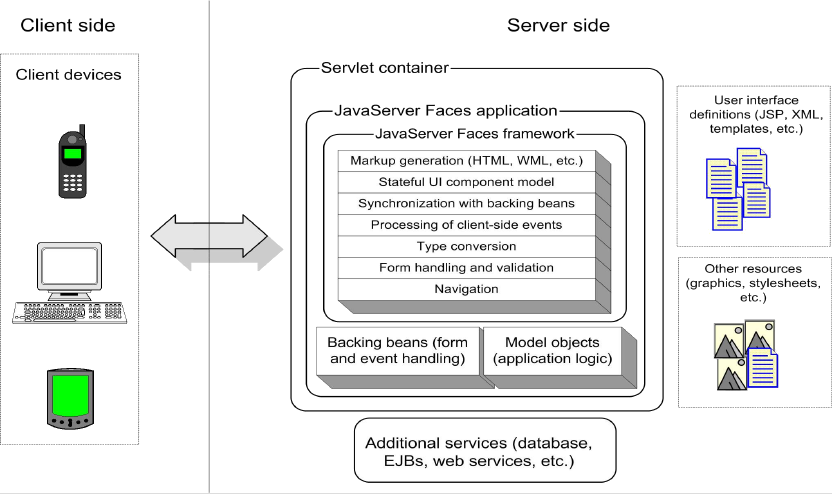 Client side
Server side
Client devices
Servlet container
JavaServer Faces application
JavaServer Faces framework
Markup generation (HTML, WML, etc.)
Stateful UI component model
Synchronization with backing beans
Processing of client-side events
Type conversion
Form handling and validation
Navigation
Backing beans (form
and event handling)
Model objects
(application logic)
Additional services (database,
EJBs, web services, etc.)
User interface
definitions (JSP, XML,
templates, etc.)
Other resources
(graphics, stylesheets,
etc.)